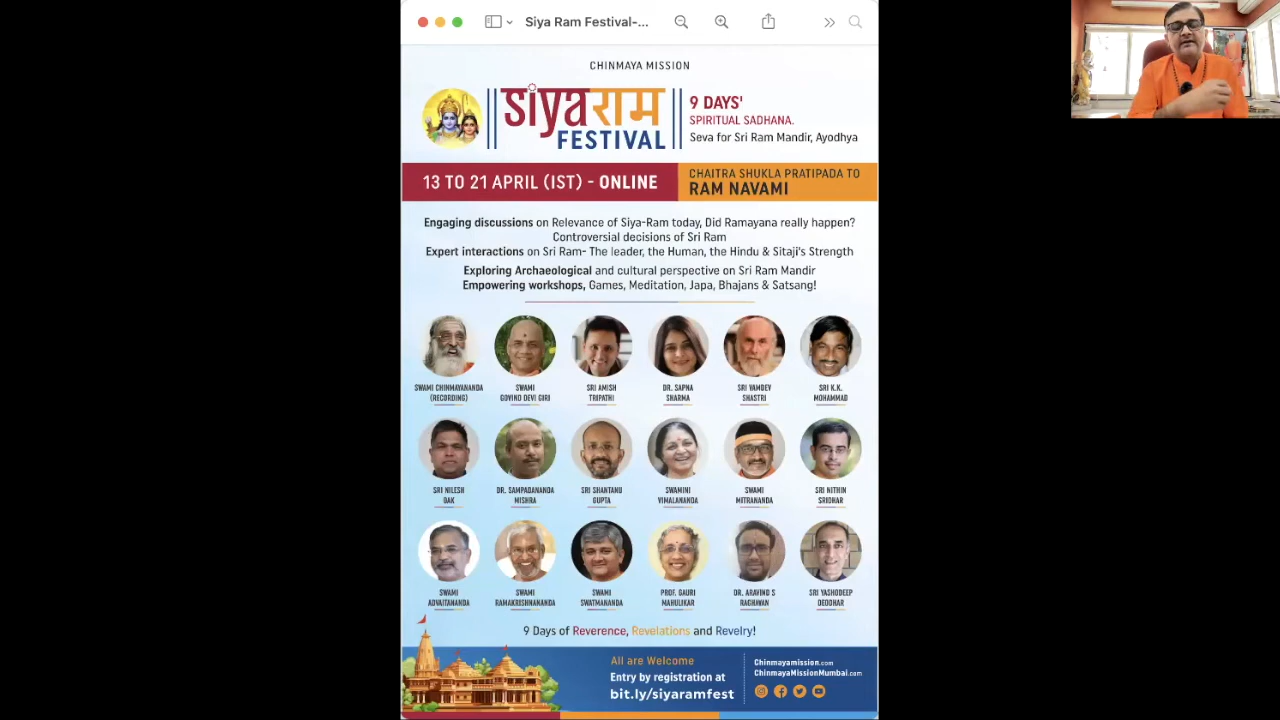 Siya Ram Festival-...
CHINMAYA MISSION
sıya राम
FESTIVAL
9 DAYS'
SPIRITUAL SADHANA.
Seva for Sri Ram Mandir, Ayodhya
13 TO 21 APRIL (IST) - ONLINE
CHAITRA SHUKLA PRATIPADA TO
RAM NAVAMI
Engaging discussions on Relevance of Siya-Ram today, Did Ramayana really happen?
Controversial decisions of Sri Ram
Expert interactions on Sri Ram- The leader, the Human, the Hindu & Sitaji's Strength
Exploring Archaeological and cultural perspective on Sri Ram Mandir
Empowering workshops, Games, Meditation, Japa, Bhajans & Satsang!
SWAMI CHINMAYANANDA
(RECORDING)
SWAMI
GOVIND DEV GIRI
SRI AMISH
TRIPATHI
DR. SAPNA
SHARMA
SRI VAMDEV
SHASTRI
SRI K.K.
MOHAMMAD
SRI NILESH
OAK
DR. SAMPADANANDA
MISHRA
SRI SHANTANU
GUPTA
SWAMINI
VIMALANANDA
SWAMI
MITRANANDA
SRI NITHIN
SRIDHAR
SWAMI
ADVAITANANDA
SWAMI
RAMAKRISHNANANDA
SWAMI
SWATMANANDA
PROF. GAURI
MAHULIKAR
DR. ARAVIND S
RAGHAVAN
SRI YASHODEEP
DEODHAR
9 Days of Reverence, Revelations and Revelry!
All are Welcome
Entry by registration at
bit.ly/siyaramfest
Chinmayamission.com
ChinmayaMissionMumbai.com